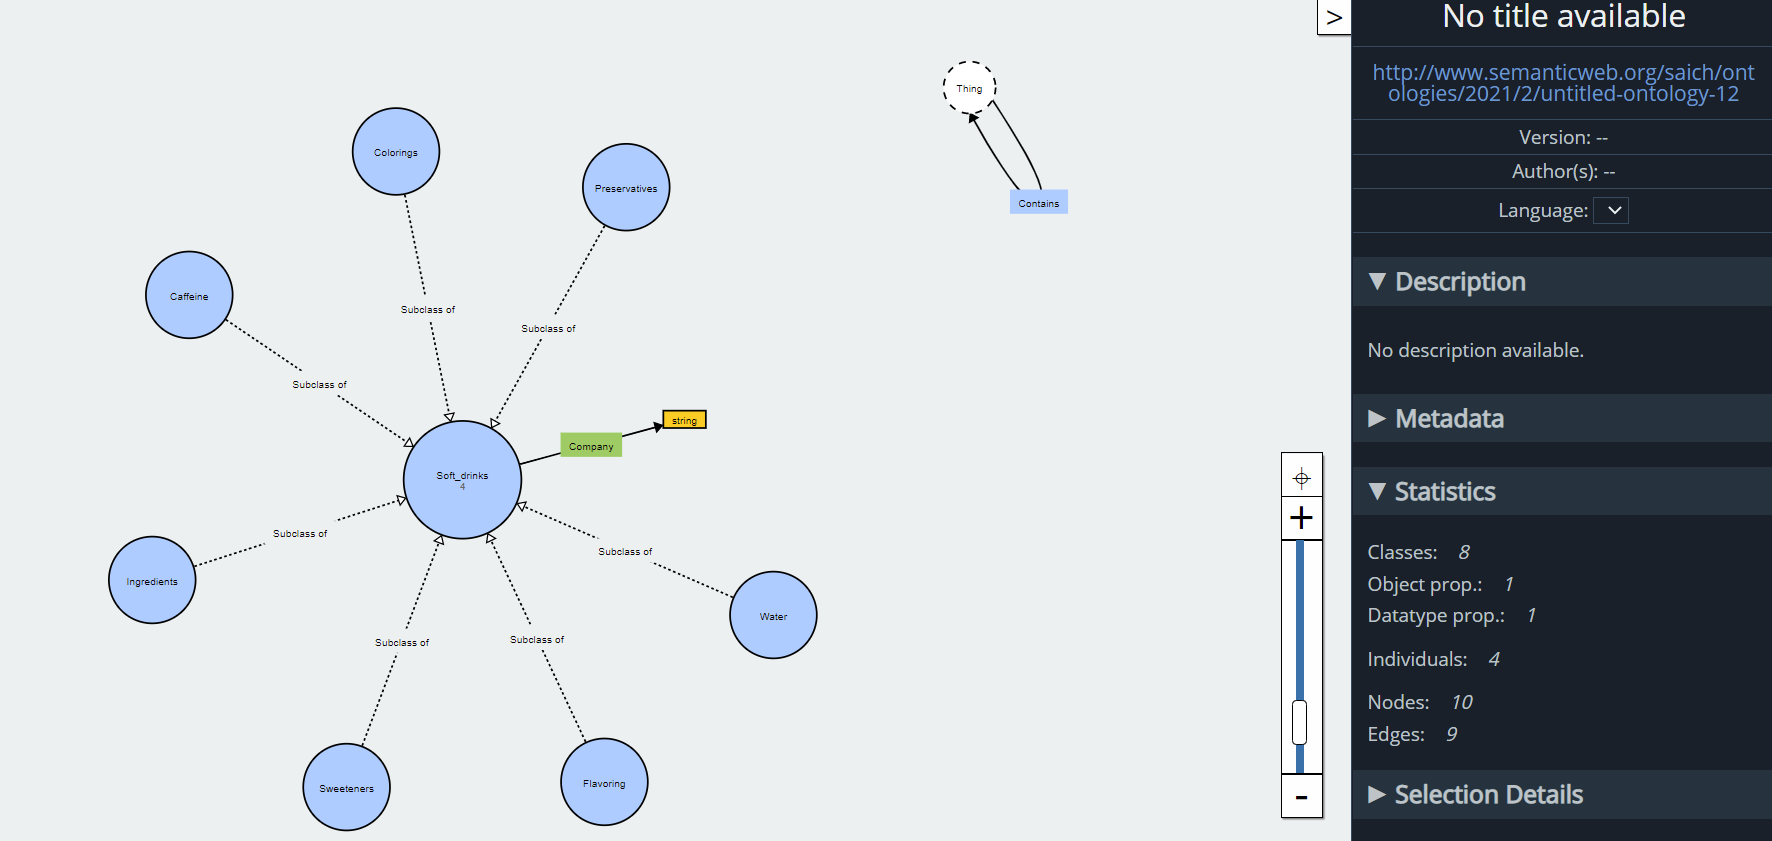 >
No title available
http://www.semanticweb.org/saich/ont
ologies/2021/2/untitled-ontology-12
Version: --
Author(s): --
Language:
▼ Description
No description available.
▶ Metadata
▼ Statistics
Classes: 8
Object prop.: 1
Datatype prop.: 1
Individuals: 4
Nodes: 10
Edges: 9
▶ Selection Details
Thing
Contains
Colorings
Preservatives
Caffeine
Subclass of
Subclass of
Subclass of
string
Company
Soft_drinks
4
Subclass of
Subclass of
Ingredients
Water
Subclass of
Subclass of
Sweeteners
Flavoring
+
-